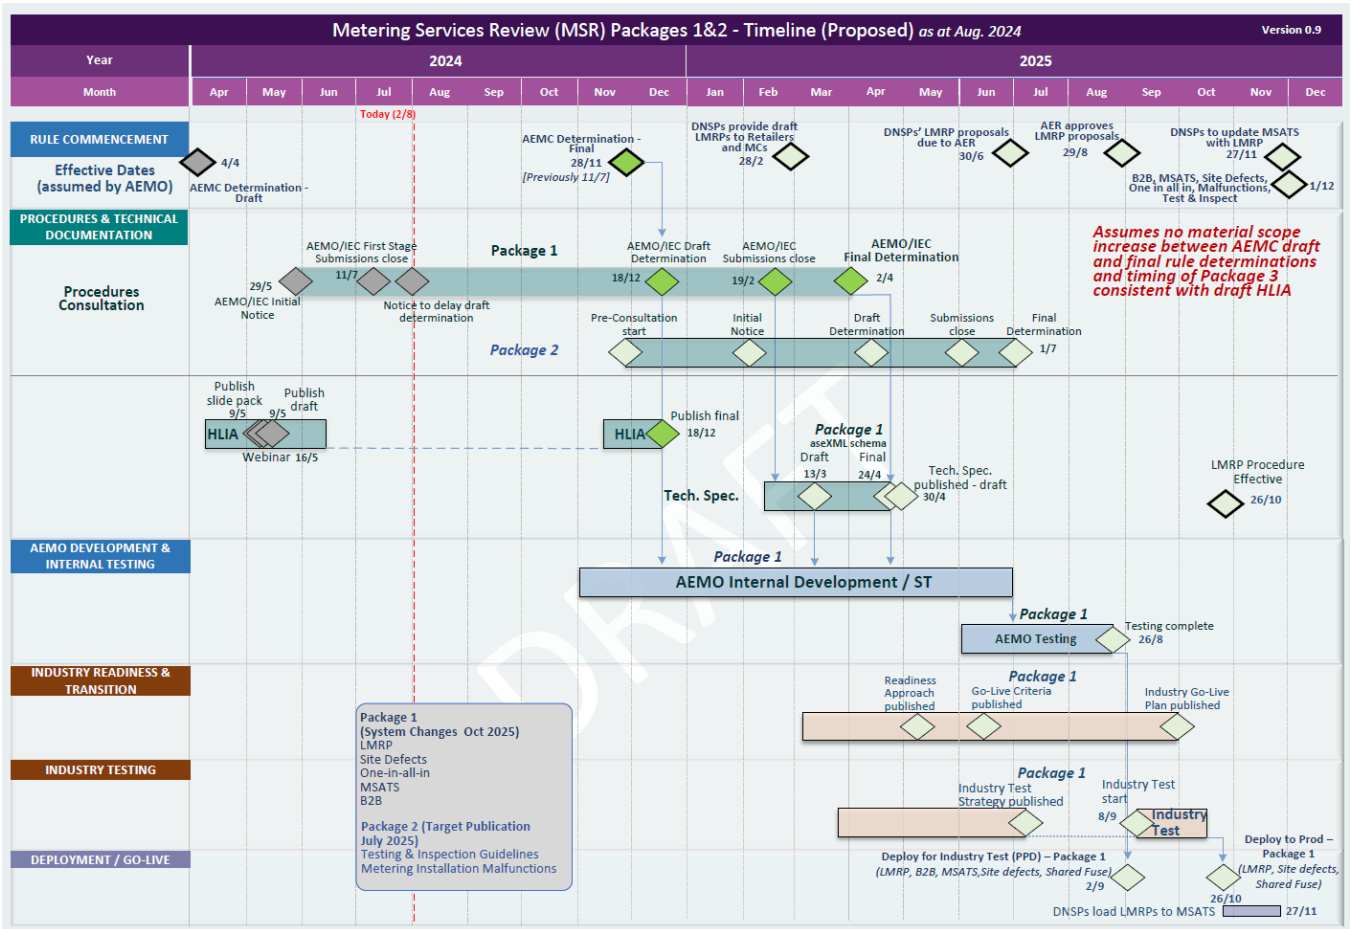 Metering Services Review (MSR) Packages 1&2 - Timeline (Proposed) as at Aug. 2024
Version 0.9
Year
2024
2025
Month
Apr
May
Jun
Jul
Aug
Sep
Oct
Nov
Dec
Jan
Feb
Mar
Apr
May
Jun
Jul
Aug
Sep
Oct
Nov
Dec
Today (2/8)
RULE COMMENCEMENT
Effective Dates
(assumed by AEMO)
4/4
AEMC Determination -
Draft
AEMC Determination -
Final
28/11
[Previously 11/7]
DNSPs provide draft
LMRPs to Retailers
and MCs
28/2
DNSPs' LMRP proposals
due to AER
30/6
AER approves
LMRP proposals
29/8
DNSPs to update MSATS
with LMRP
27/11
B2B, MSATS, Site Defects,
One in all in, Malfunctions,
Test & Inspect
1/12
PROCEDURES & TECHNICAL
DOCUMENTATION
Procedures
Consultation
29/5
AEMO/IEC Initial
Notice
AEMO/IEC First Stage
Submissions close
11/7
Notice to delay draft
determination
Package 1
AEMO/IEC Draft
Determination
18/12
AEMO/IEC
Submissions close
19/2
AEMO/IEC
Final Determination
2/4
Assumes no material scope
increase between AEMC draft
and final rule determinations
and timing of Package 3
consistent with draft HLIA
Package 2
Pre-Consultation
start
Initial
Notice
Draft
Determination
Submissions
close
Final
Determination
1/7
Publish
slide pack
9/5
Publish
draft
9/5
HLIA
Webinar 16/5
HLIA
Publish final
18/12
Package 1
aseXML schema
Draft
13/3
Final
24/4
Tech. Spec.
Tech. Spec.
published - draft
30/4
LMRP Procedure
Effective
26/10
DRAFT
AEMO DEVELOPMENT &
INTERNAL TESTING
Package 1
AEMO Internal Development / ST
Package 1
AEMO Testing
Testing complete
26/8
INDUSTRY READINESS &
TRANSITION
Package 1
Readiness
Approach
published
Go-Live Criteria
published
Industry Go-Live
Plan published
Package 1
(System Changes Oct 2025)
LMRP
Site Defects
One-in-all-in
MSATS
B2B
Package 2 (Target Publication
July 2025)
Testing & Inspection Guidelines
Metering Installation Malfunctions
INDUSTRY TESTING
Package 1
Industry Test
Strategy published
Industry Test
start
8/9
Industry
Test
DEPLOYMENT / GO-LIVE
Deploy for Industry Test (PPD) – Package 1
(LMRP, B2B, MSATS,Site defects, Shared Fuse)
2/9
Deploy to Prod –
Package 1
(LMRP, Site defects,
Shared Fuse)
26/10
DNSPs load LMRPs to MSATS
27/11